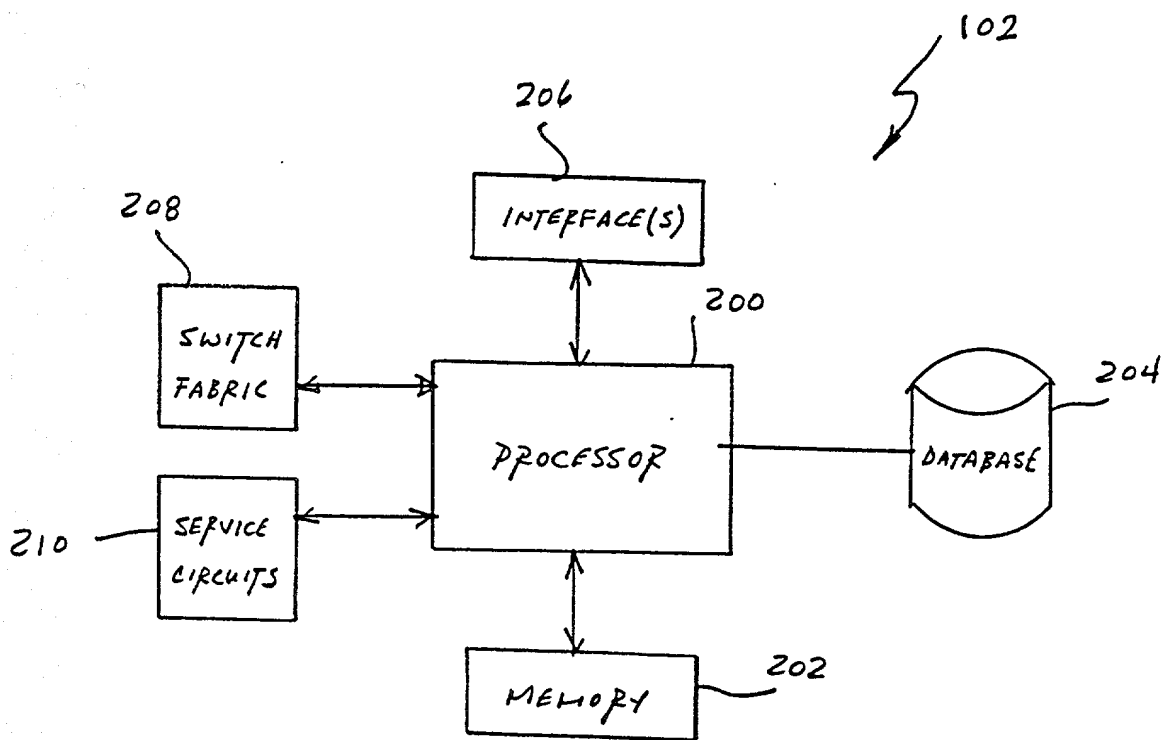 102
206
INTERFACE(S)
208
SWITCH
FABRIC
200
PROCESSOR
204
DATABASE
210
SERVICE
CIRCUITS
202
MEMORY